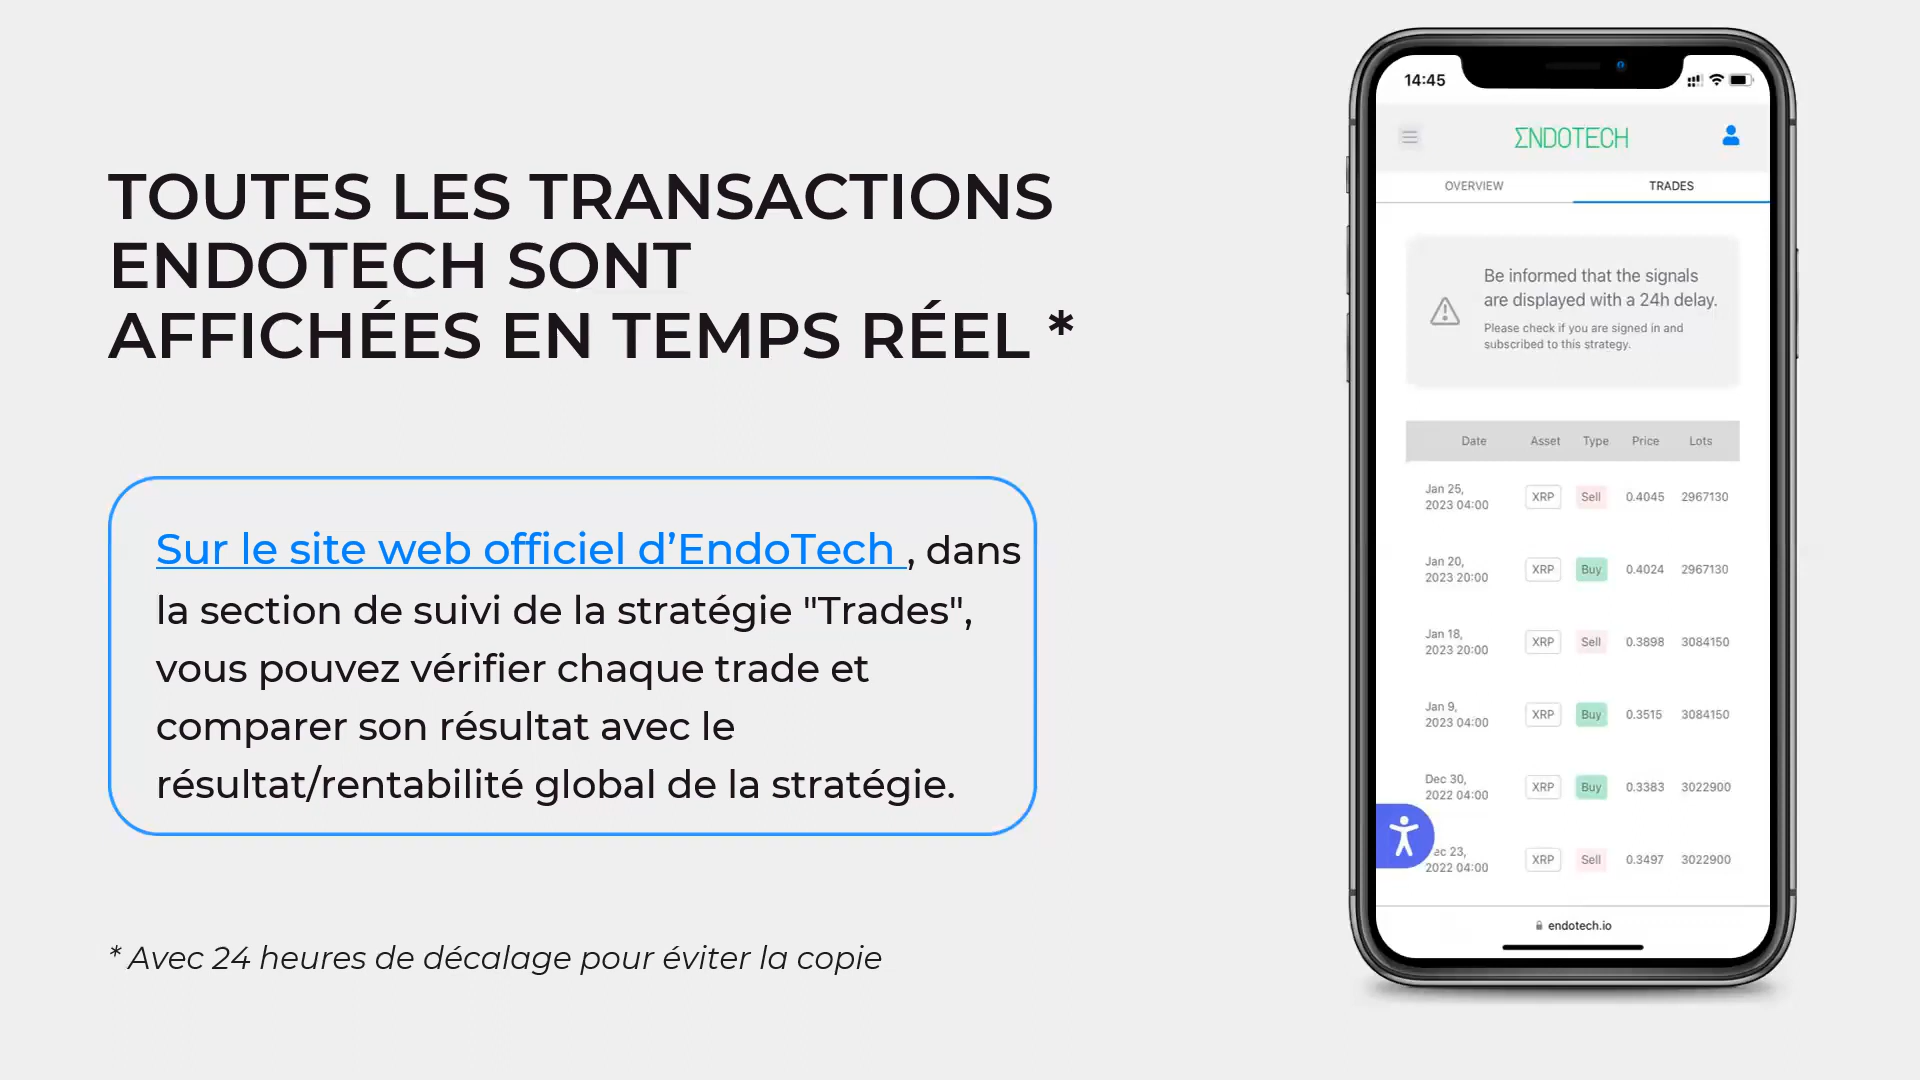 TOUTES LES TRANSACTIONS
ENDOTECH SONT
AFFICHÉES EN TEMPS RÉEL *
Sur le site web officiel d’EndoTech , dans
la section de suivi de la stratégie "Trades",
vous pouvez vérifier chaque trade et
comparer son résultat avec le
résultat/rentabilité global de la stratégie.
* Avec 24 heures de décalage pour éviter la copie
14:45
ΣNDOTECH
OVERVIEW TRADES
Be informed that the signals
are displayed with a 24h delay.
Please check if you are signed in and
subscribed to this strategy.
Date Asset Type Price Lots
Jan 25,
2023 04:00 XRP Sell 0.4045 2967130
Jan 20,
2023 20:00 XRP Buy 0.4024 2967130
Jan 18,
2023 20:00 XRP Sell 0.3898 3084150
Jan 9,
2023 04:00 XRP Buy 0.3515 3084150
Dec 30,
2022 04:00 XRP Buy 0.3383 3022900
ec 23,
2022 04:00 XRP Sell 0.3497 3022900
endotech.io